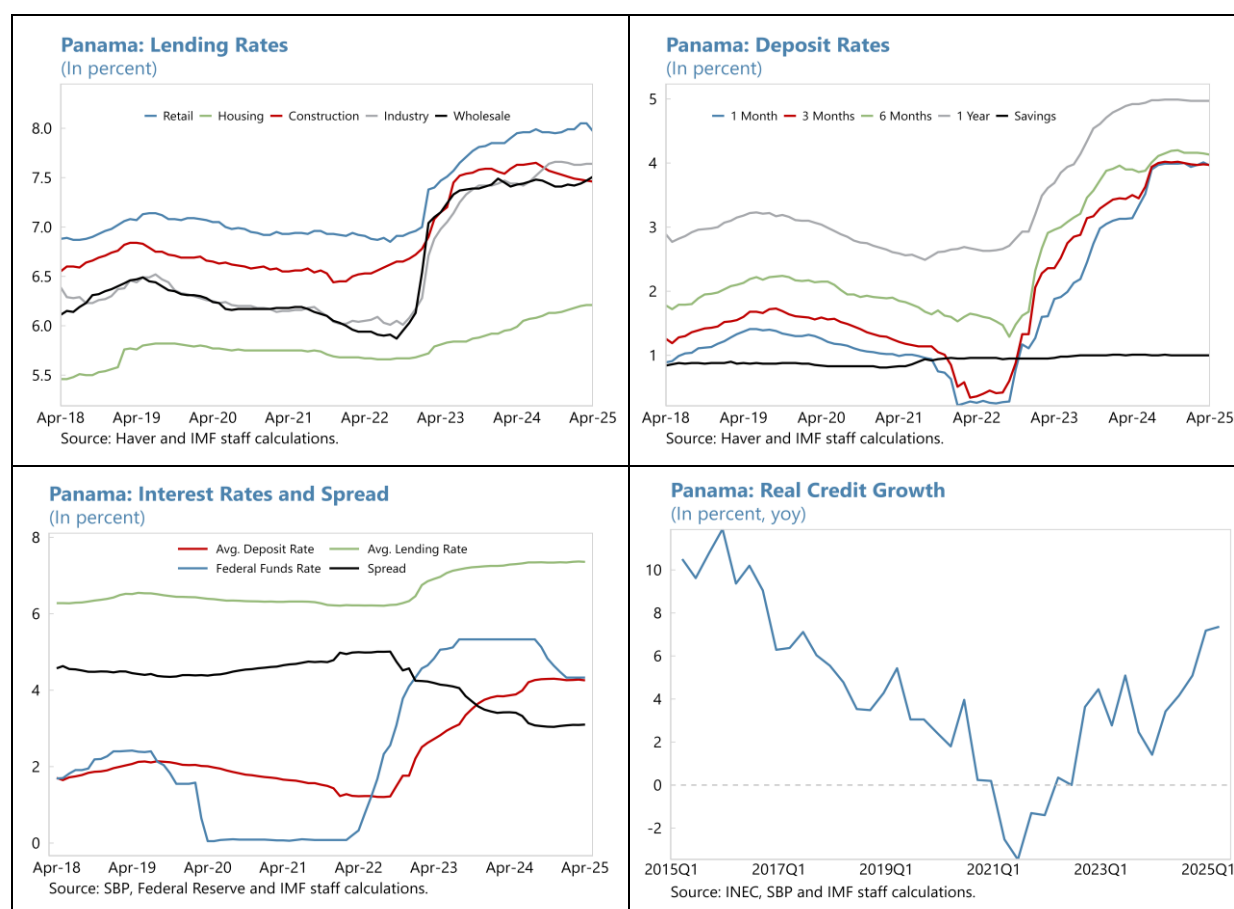 Panama: Lending Rates
(In percent)
Retail Housing Construction Industry Wholesale
8.0
7.5
7.0
6.5
6.0
5.5
Apr-18 Apr-19 Apr-20 Apr-21 Apr-22 Apr-23 Apr-24 Apr-25
Source: Haver and IMF staff calculations.
Panama: Deposit Rates
(In percent)
1 Month 3 Months 6 Months 1 Year Savings
5
4
3
2
1
Apr-18 Apr-19 Apr-20 Apr-21 Apr-22 Apr-23 Apr-24 Apr-25
Source: Haver and IMF staff calculations.
Panama: Interest Rates and Spread
(In percent)
Avg. Deposit Rate Avg. Lending Rate
Federal Funds Rate Spread
8
6
4
2
0
Apr-18 Apr-19 Apr-20 Apr-21 Apr-22 Apr-23 Apr-24 Apr-25
Source: SBP, Federal Reserve and IMF staff calculations.
Panama: Real Credit Growth
(In percent, yoy)
10
8
6
4
2
0
-2
2015Q1 2017Q1 2019Q1 2021Q1 2023Q1 2025Q1
Source: INEC, SBP and IMF staff calculations.